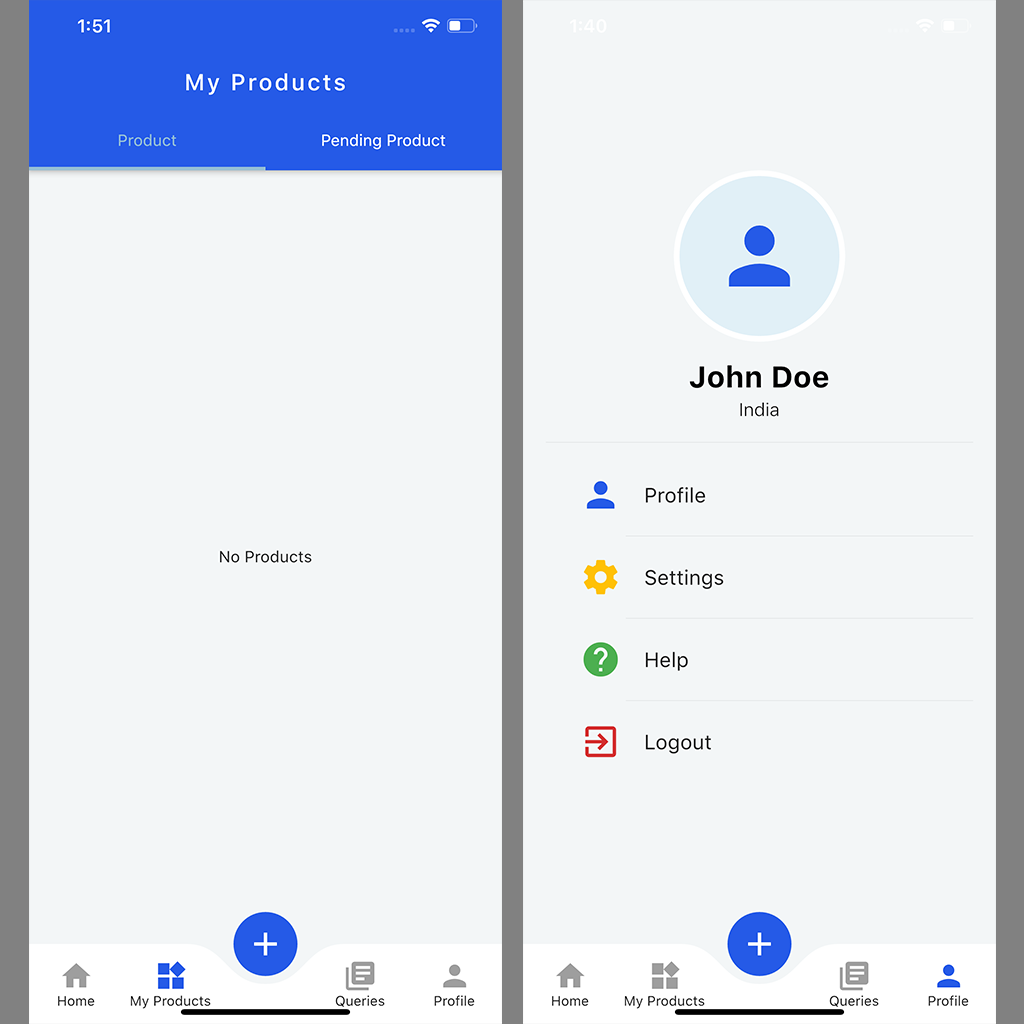 1:51
My Products
Product
Pending Product
No Products
Home
My Products
Queries
Profile
1:40
John Doe
India
Profile
Settings
Help
Logout
Home
My Products
Queries
Profile